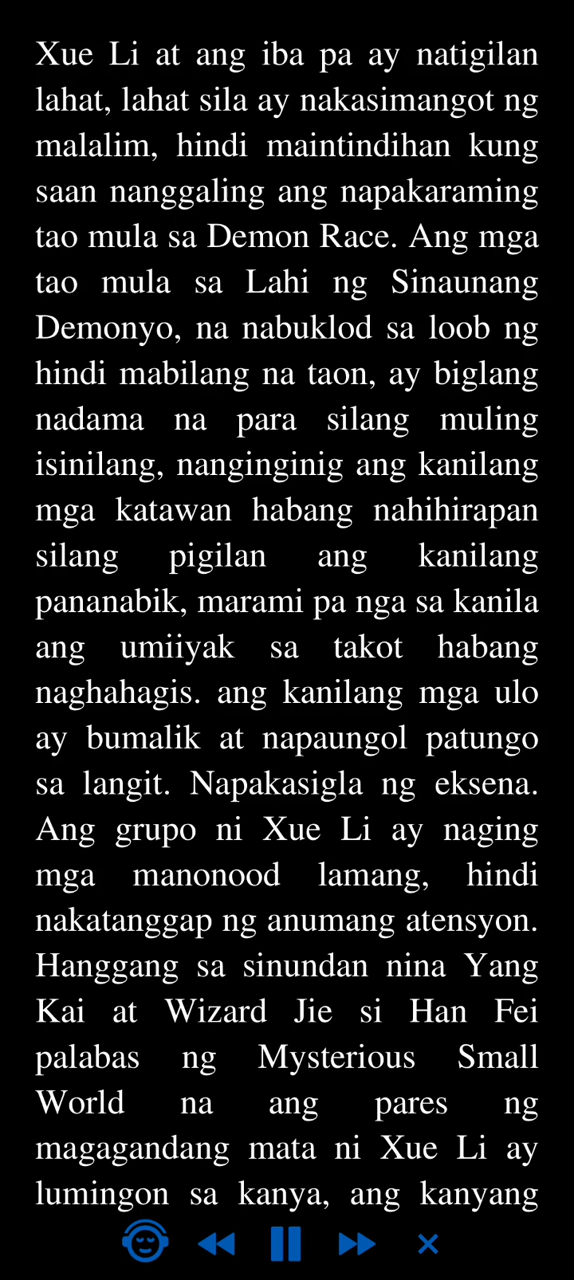 Xue Li at ang iba pa ay natigilan
lahat, lahat sila ay nakasimangot ng
malalim, hindi maintindihan kung
saan nanggaling ang napakaraming
tao mula sa Demon Race. Ang mga
tao mula sa Lahi ng Sinaunang
Demonyo, na nabuklod sa loob ng
hindi mabilang na taon, ay biglang
nadama na para silang muling
isinilang, nanginginig ang kanilang
mga katawan habang nahihirapan
silang pigilan ang kanilang
pananabik, marami pa nga sa kanila
ang umiiyak sa takot habang
naghahagis. ang kanilang mga ulo
ay bumalik at napaungol patungo
sa langit. Napakasigla ng eksena.
Ang grupo ni Xue Li ay naging
mga manonood lamang, hindi
nakatanggap ng anumang atensyon.
Hanggang sa sinundan nina Yang
Kai at Wizard Jie si Han Fei
palabas ng Mysterious Small
World na ang pares ng
magagandang mata ni Xue Li ay
lumingon sa kanya, ang kanyang